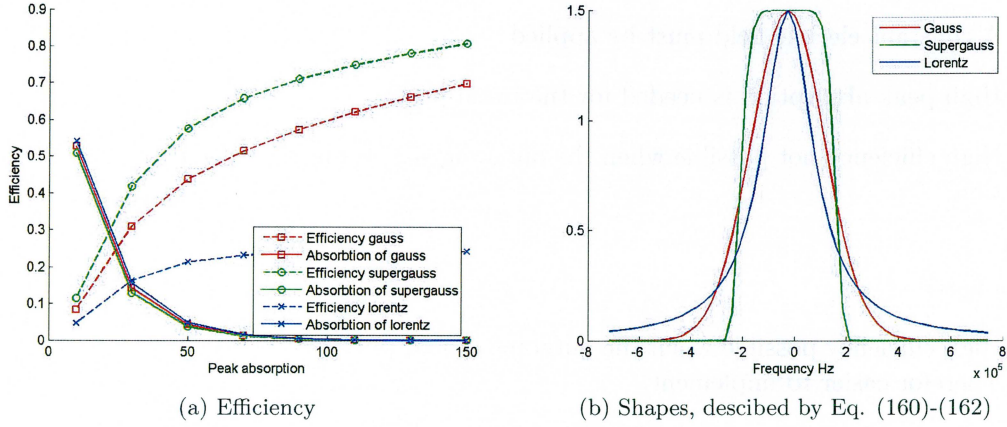 0.9
0.8
0.7
0.6
0.5
0.4
0.3
0.2
0.1
0
Efficiency
Efficiency gauss
Absorbtion of gauss
Efficiency supergauss
Absorbtion of supergauss
Efficiency lorentz
Absorbtion of lorentz
0 50 100 150
Peak absorption
(a) Efficiency
1.5
1
0.5
0
Gauss
Supergauss
Lorentz
-8 -6 -4 -2 0 2 4 6 8
Frequency Hz
x 10^5
(b) Shapes, descibed by Eq. (160)-(162)